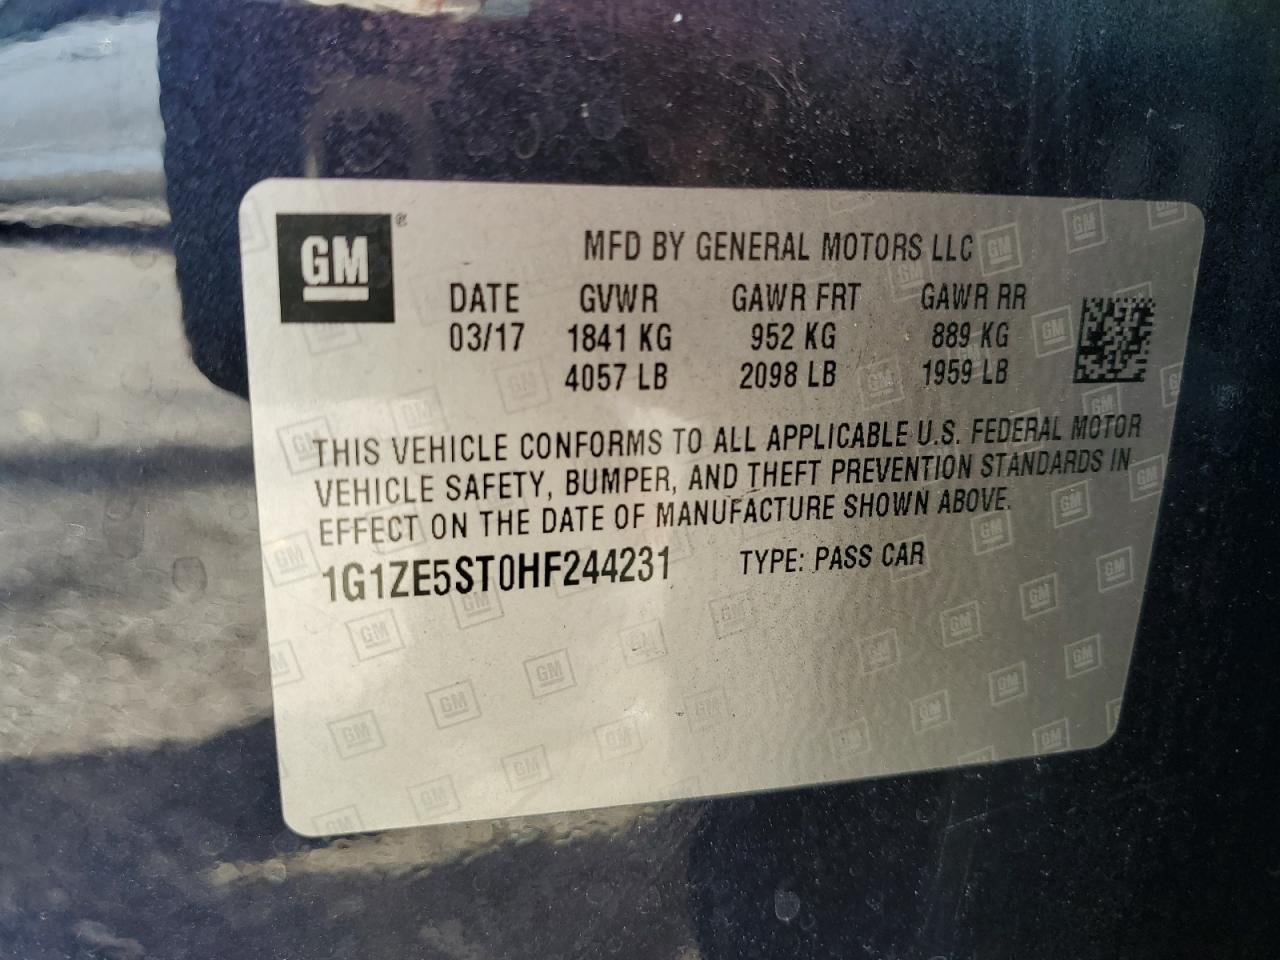 GM ®
MFD BY GENERAL MOTORS LLC
DATE GVWR GAWR FRT GAWR RR
03/17 1841 KG 952 KG 889 KG
4057 LB 2098 LB 1959 LB
THIS VEHICLE CONFORMS TO ALL APPLICABLE U.S. FEDERAL MOTOR
VEHICLE SAFETY, BUMPER, AND THEFT PREVENTION STANDARDS IN
EFFECT ON THE DATE OF MANUFACTURE SHOWN ABOVE.
1G1ZE5ST0HF244231 TYPE: PASS CAR